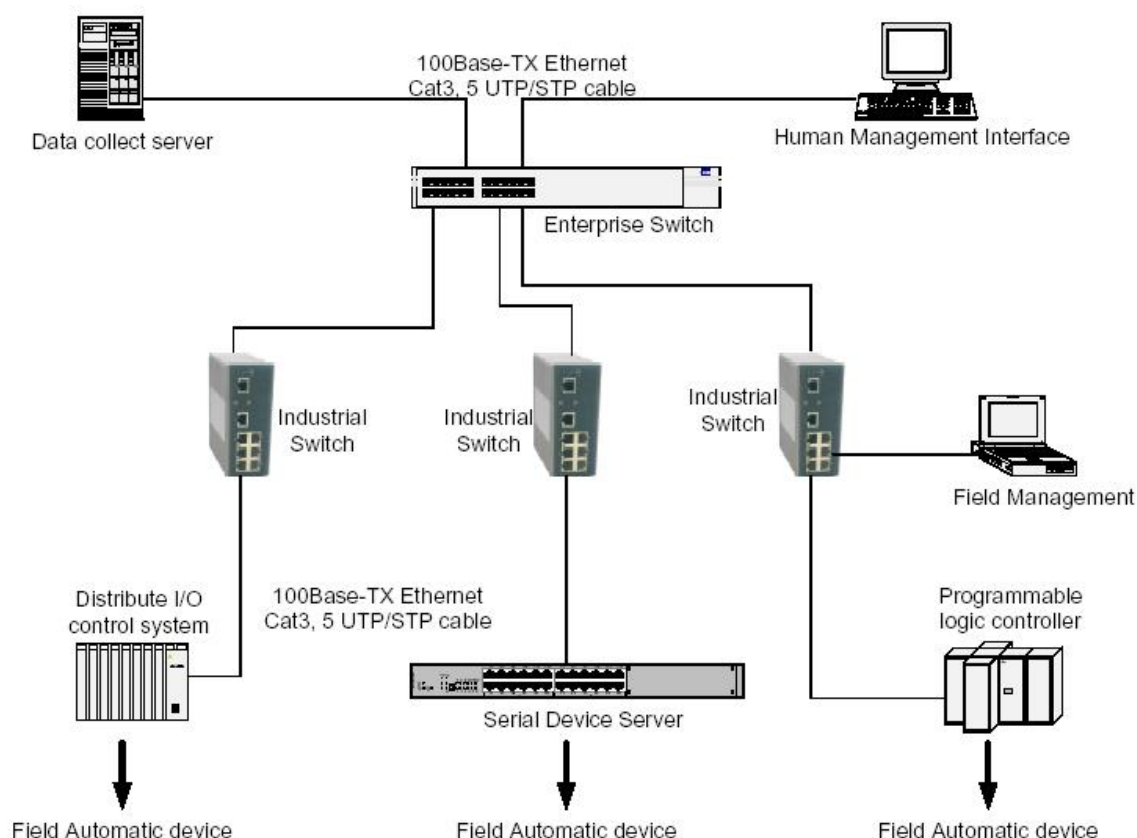 100Base-TX Ethernet
Cat3, 5 UTP/STP cable
Data collect server
Human Management Interface
Enterprise Switch
Industrial
Switch
Industrial
Switch
Industrial
Switch
Field Management
Distribute I/O
control system
100Base-TX Ethernet
Cat3, 5 UTP/STP cable
Programmable
logic controller
Serial Device Server
Field Automatic device
Field Automatic device
Field Automatic device